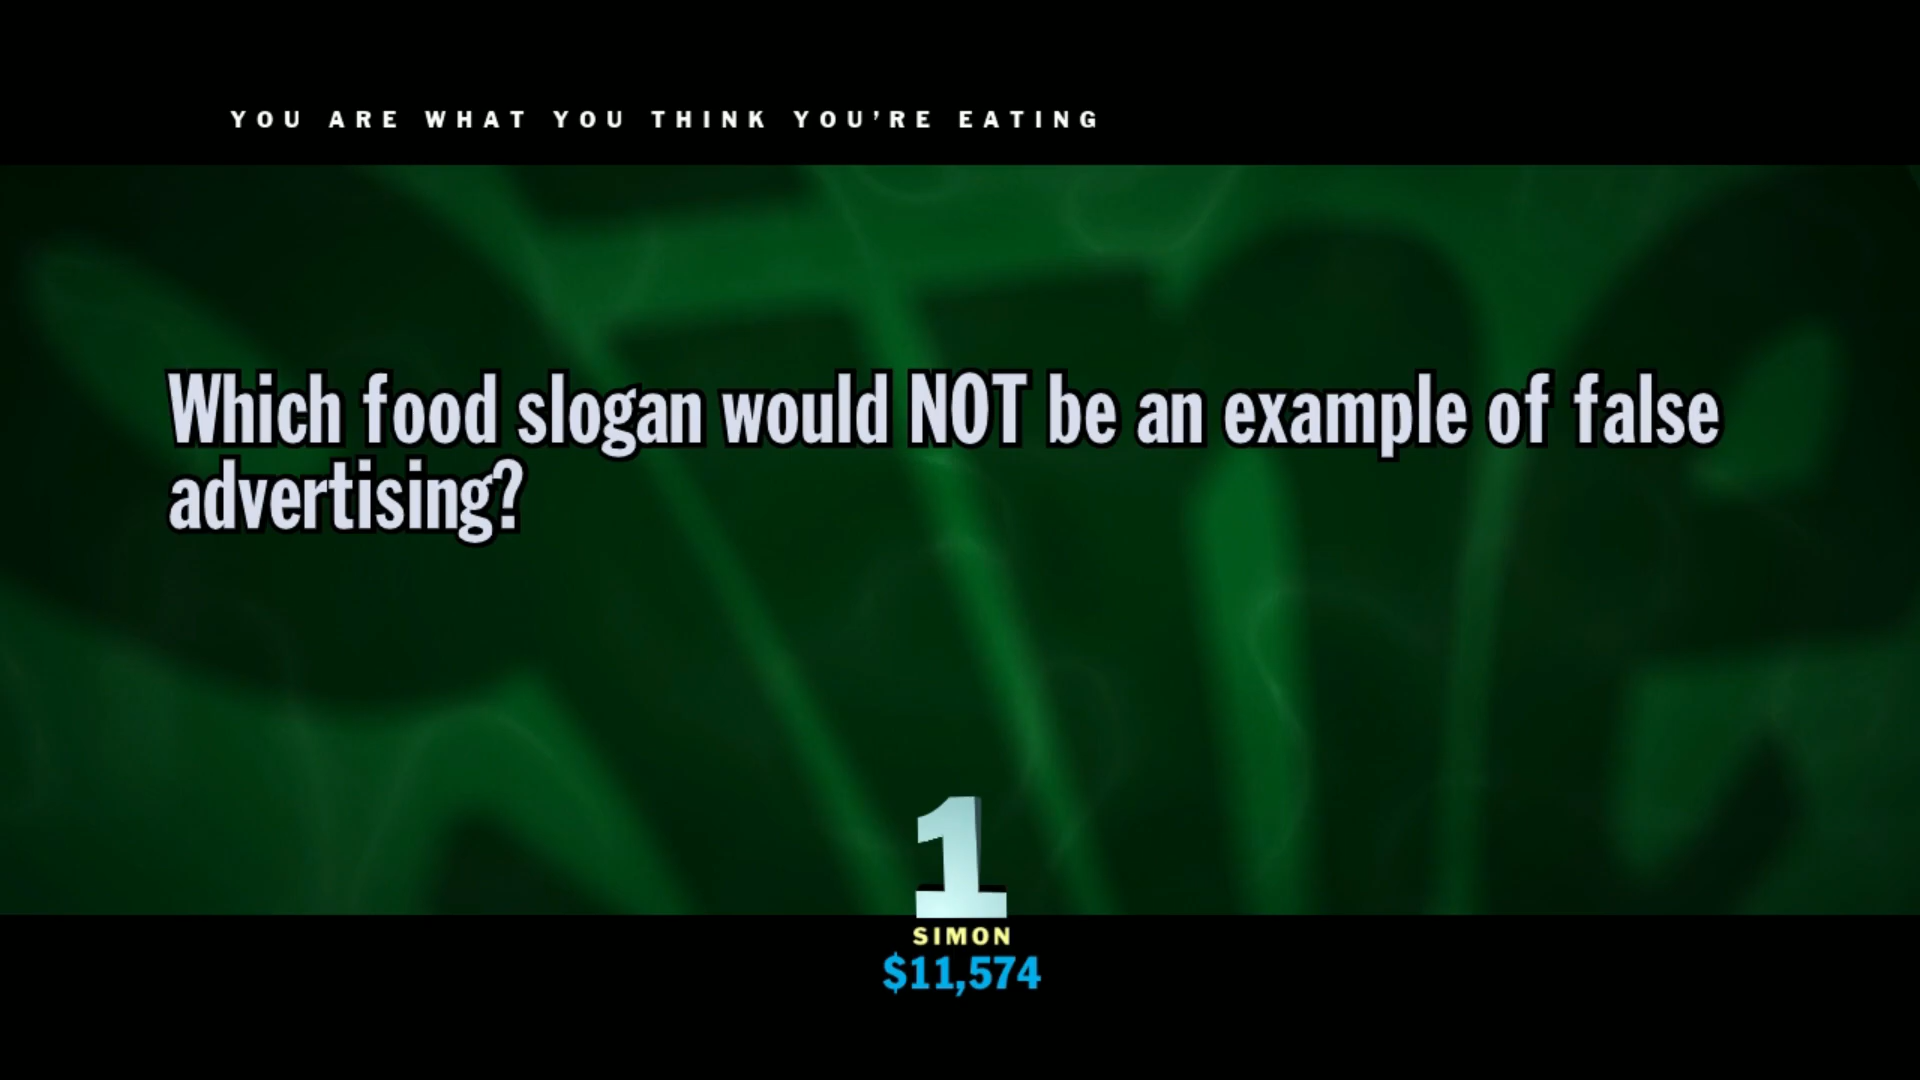 YOU ARE WHAT YOU THINK YOU'RE EATING
Which food slogan would NOT be an example of false
advertising?
1
SIMON
$11,574